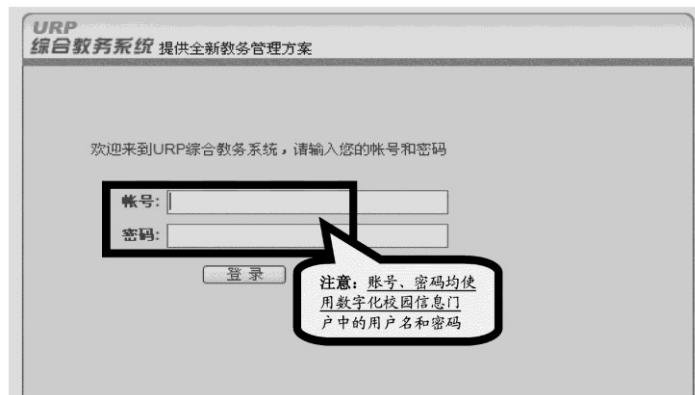 URP
综合教务系统 提供全新教务管理方案
欢迎来到URP综合教务系统，请输入您的帐号和密码
帐号:
密码:
登 录
注意：账号、密码均使
用数字化校园信息门
户中的用户名和密码